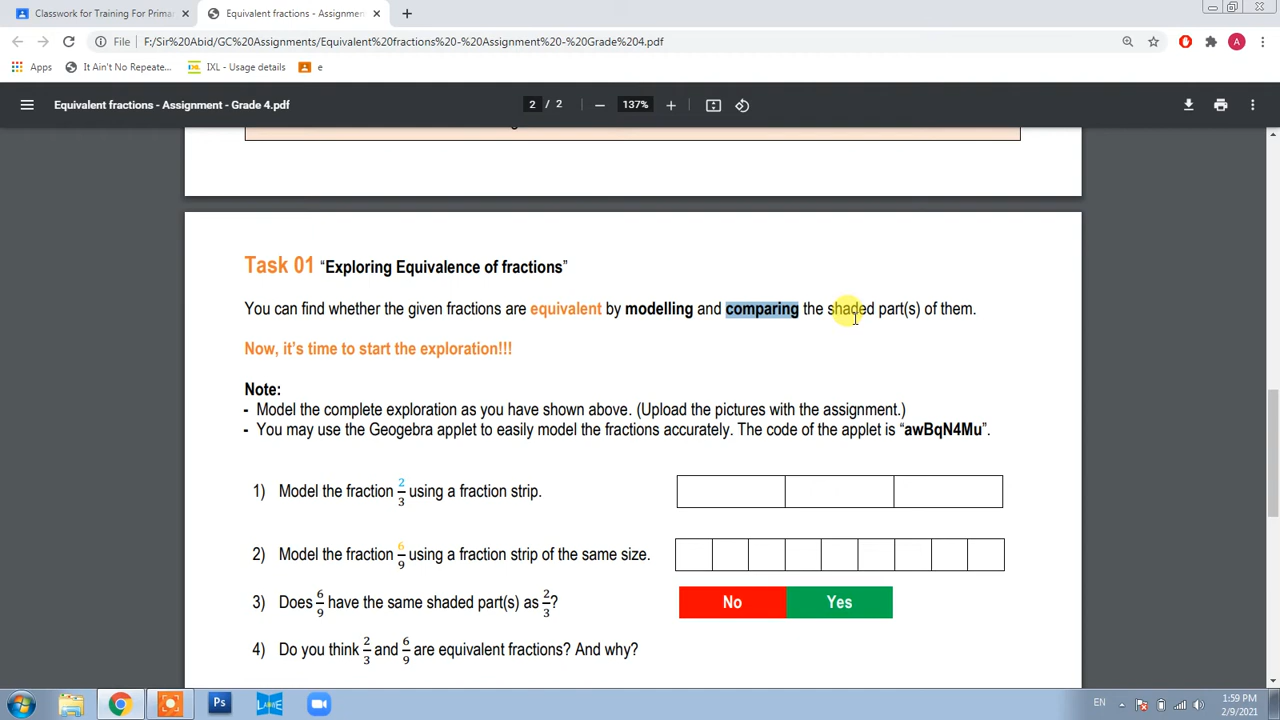 Classwork for Training For Prima
Equivalent fractions - Assignmen
File F:/Sir%20Abid/GC%20Assignments/Equivalent%20fractions%20-%20Assignment%20-%20Grade%204.pdf
A
Apps It Ain't No Repeate... IXL - Usage details e
Equivalent fractions - Assignment - Grade 4.pdf 2 / 2 137%
Task 01 "Exploring Equivalence of fractions"
You can find whether the given fractions are equivalent by modelling and comparing the shaded part(s) of them.
Now, it's time to start the exploration!!!
Note:
- Model the complete exploration as you have shown above. (Upload the pictures with the assignment.)
- You may use the Geogebra applet to easily model the fractions accurately. The code of the applet is "awBqN4Mu".
1) Model the fraction 2/3 using a fraction strip.
2) Model the fraction 6/9 using a fraction strip of the same size.
3) Does 6/9 have the same shaded part(s) as 2/3? No Yes
4) Do you think 2/3 and 6/9 are equivalent fractions? And why?
Ps
EN
1:59 PM
2/9/2021